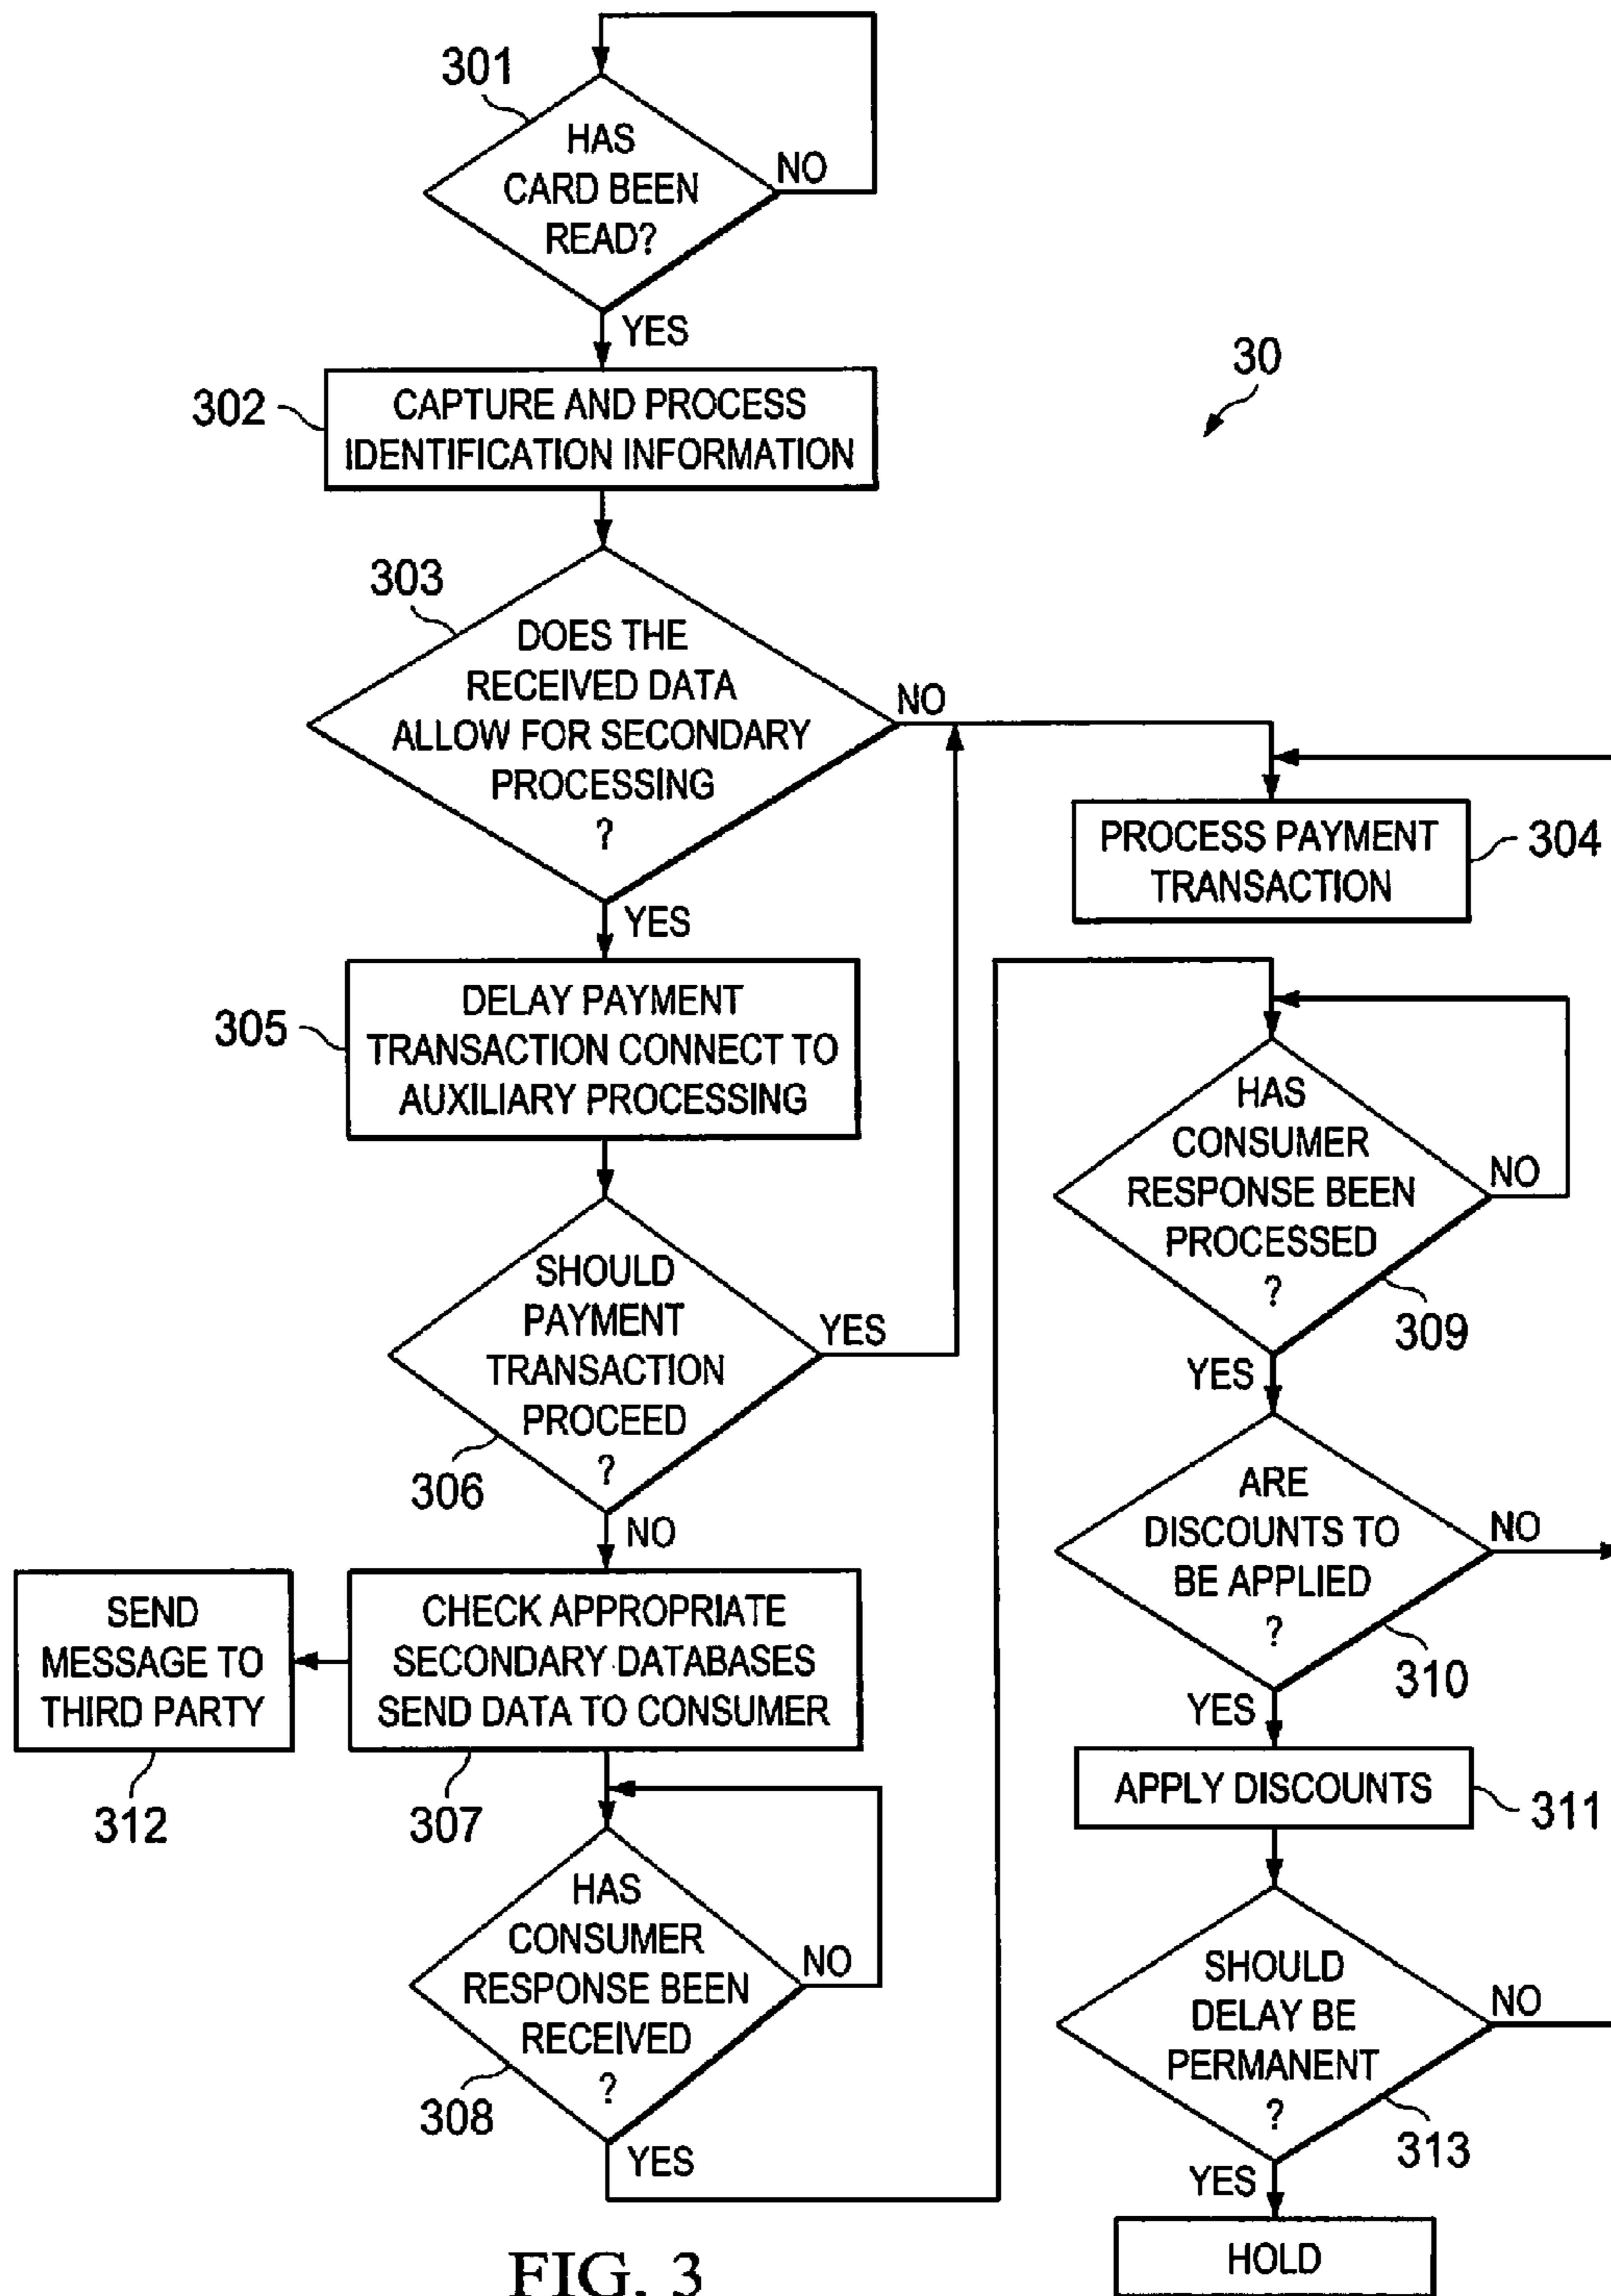 301
HAS
CARD BEEN
READ?
NO
YES
30
302
CAPTURE AND PROCESS
IDENTIFICATION INFORMATION
303
DOES THE
RECEIVED DATA
ALLOW FOR SECONDARY
PROCESSING
?
NO
YES
PROCESS PAYMENT
TRANSACTION
304
305
DELAY PAYMENT
TRANSACTION CONNECT TO
AUXILIARY PROCESSING
SHOULD
PAYMENT
TRANSACTION
PROCEED
?
YES
306
NO
SEND
MESSAGE TO
THIRD PARTY
312
CHECK APPROPRIATE
SECONDARY DATABASES
SEND DATA TO CONSUMER
307
HAS
CONSUMER
RESPONSE BEEN
RECEIVED
?
NO
308
YES
HAS
CONSUMER
RESPONSE BEEN
PROCESSED
?
NO
309
YES
ARE
DISCOUNTS TO
BE APPLIED
?
NO
310
YES
APPLY DISCOUNTS
311
SHOULD
DELAY BE
PERMANENT
?
NO
313
YES
HOLD
FIG. 3